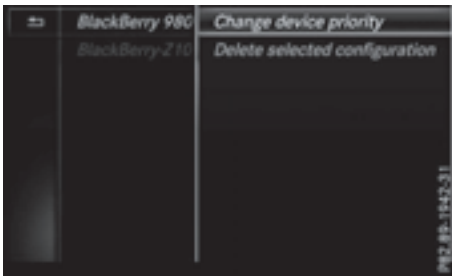 BlackBerry 980
Change device priority
BlackBerry-Z10
Delete selected configuration
P82.89-1942-31